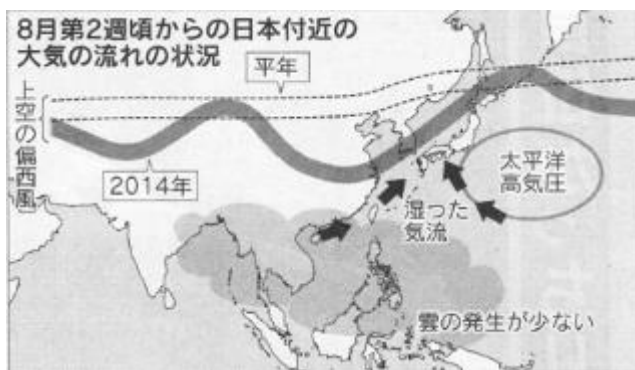 8月第2週頃からの日本付近の
大気の流れの状況
平年
上空の偏西風
2014年
太平洋
高気圧
湿った
気流
雲の発生が少ない